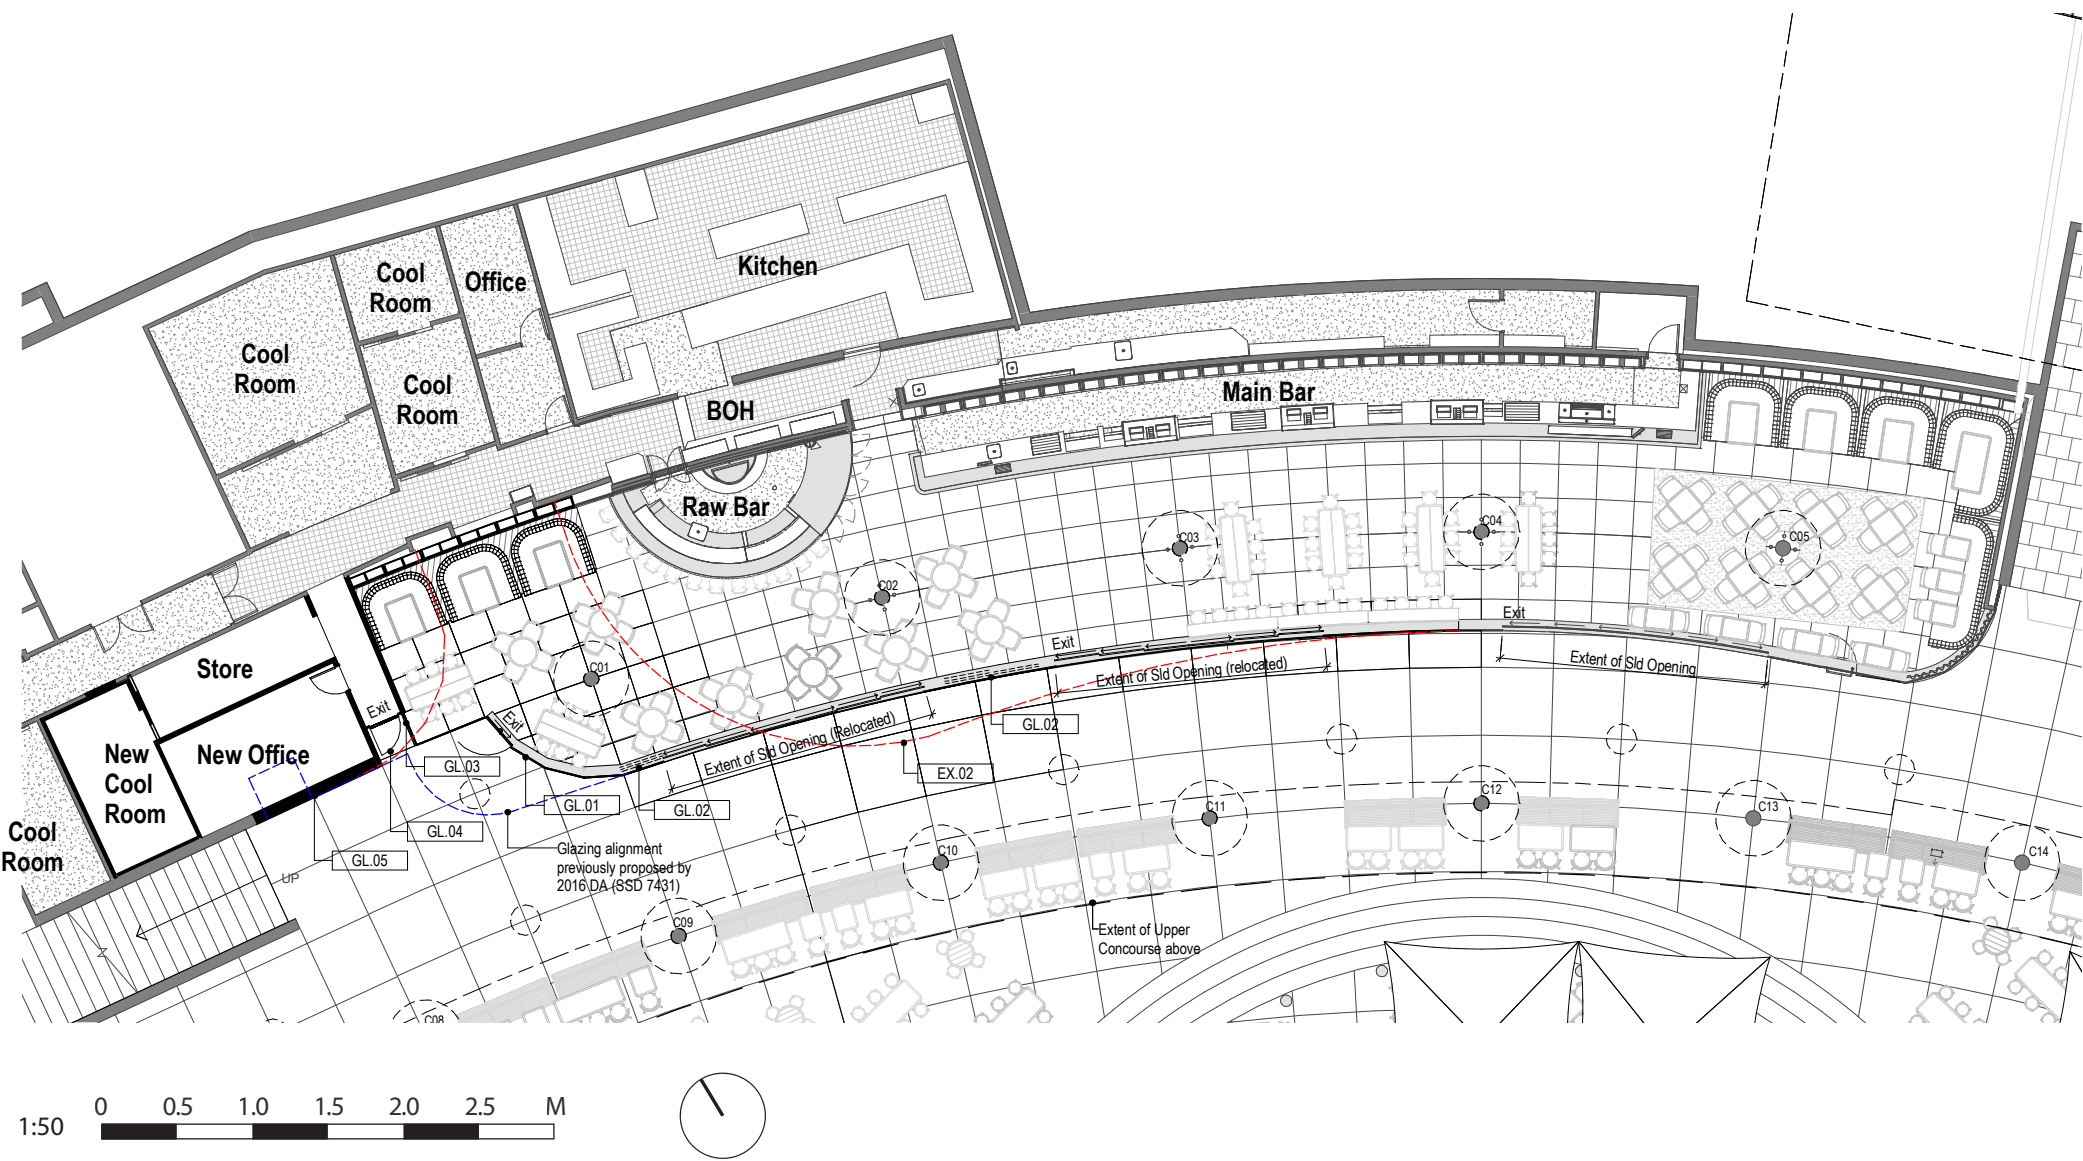 Kitchen
Cool
Room
Office
Cool
Room
Cool
Room
BOH
Main Bar
Raw Bar
C04
C03
C05
C02
Exit
Exit
C01
Store
Extent of Sld Opening
Extent of Sld Opening (relocated)
Exit
Exit
GL.02
Extent of Sld Opening (Relocated)
New Office
New
Cool
Room
GL.03
EX.02
GL.01
GL.02
C12
C11
C13
Cool
Room
GL.04
GL.05
Glazing alignment
previously proposed by
2016 DA (SSD 7431)
C10
C14
UP
C09
Extent of Upper
Concourse above
C08
1:50
0 0.5 1.0 1.5 2.0 2.5 M